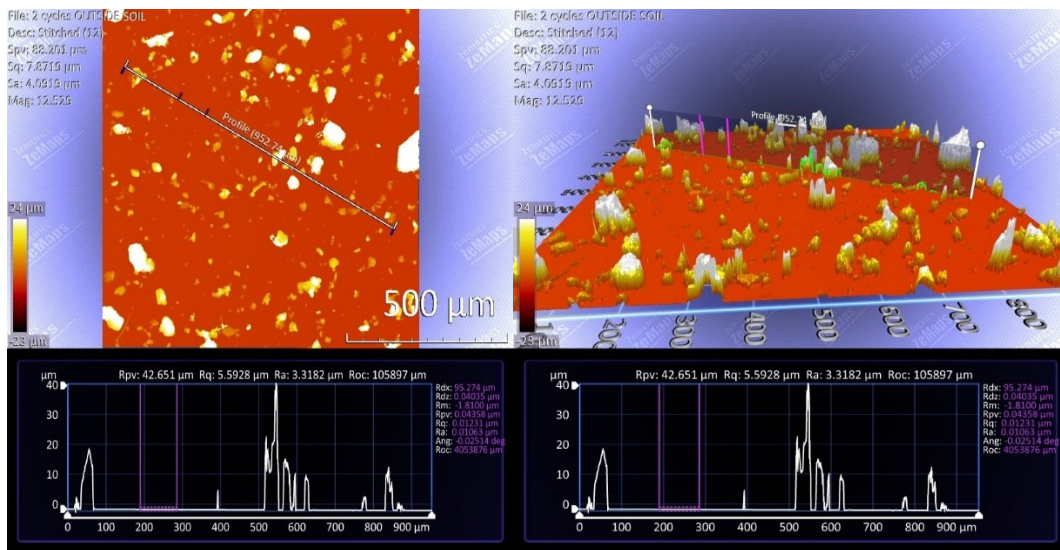 File: 2 cycles OUTSIDE SOIL
Desc: Stitched (12)
Spv: 88.201 µm
Sq: 7.8719 µm
Sa: 4.0919 µm
Mag: 12.529
24 µm
-23 µm
500 µm
File: 2 cycles OUTSIDE SOIL
Desc: Stitched (12)
Spv: 88.201 µm
Sq: 7.8719 µm
Sa: 4.0919 µm
Mag: 12.529
zemetrics
ZeMaps
24 µm
-23 µm
200
300
400
500
600
700
800
µm
Rpv: 42.651 µm Rq: 5.5928 µm Ra: 3.3182 µm Roc: 105897 µm
40
30
20
10
0
0 100 200 300 400 500 600 700 800 900 µm
Rdx: 95.274 µm
Rdz: 0.04035 µm
Rm: -1.8100 µm
Rpv: 0.04358 µm
Rq: 0.01231 µm
Ra: 0.01063 µm
Ang: -0.02514 deg
Roc: 4053876 µm
µm
Rpv: 42.651 µm Rq: 5.5928 µm Ra: 3.3182 µm Roc: 105897 µm
40
30
20
10
0
0 100 200 300 400 500 600 700 800 900 µm
Rdx: 95.274 µm
Rdz: 0.04035 µm
Rm: -1.8100 µm
Rpv: 0.04358 µm
Rq: 0.01231 µm
Ra: 0.01063 µm
Ang: -0.02514 deg
Roc: 4053876 µm